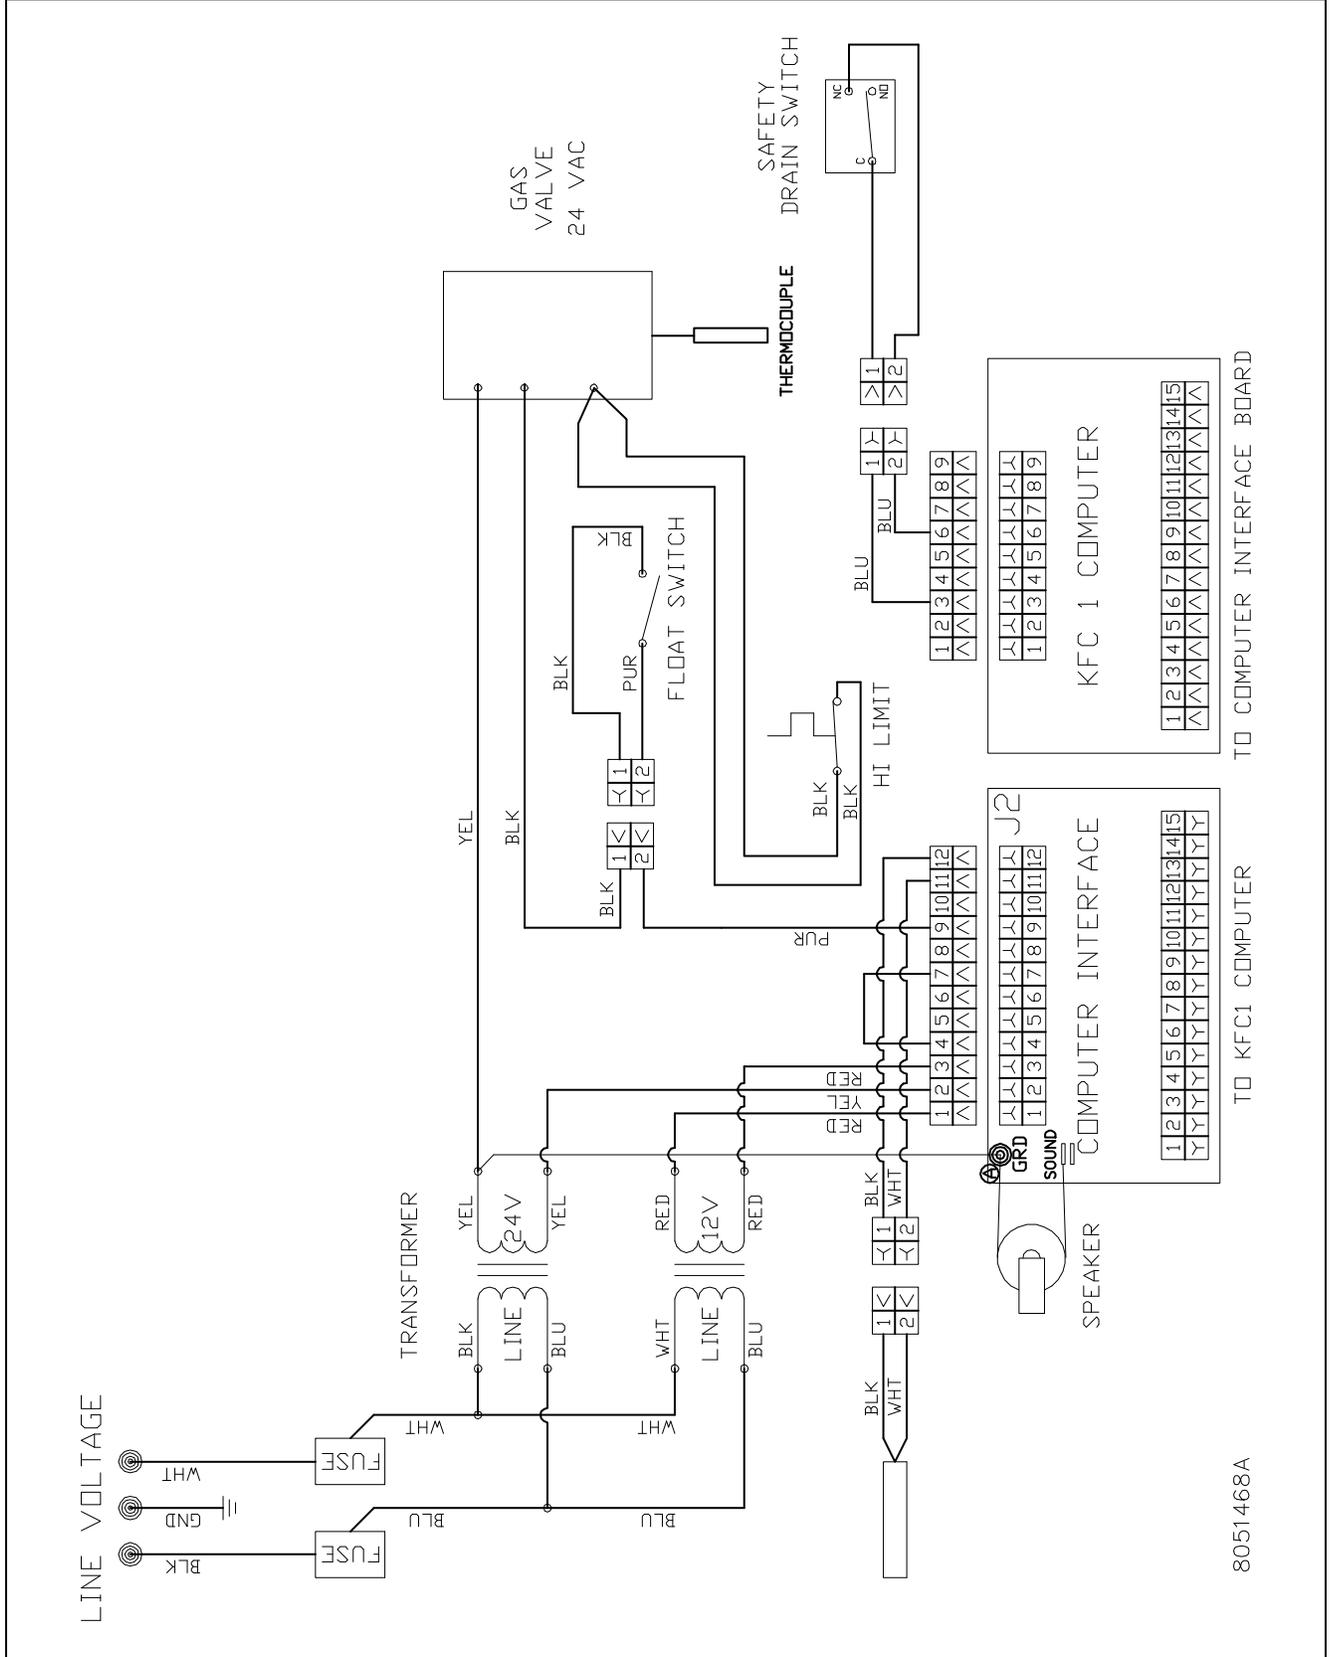 LINE VOLTAGE
BLK
GND
WHT
FUSE
FUSE
BLU
WHT
BLU
WHT
TRANSFORMER
BLK
LINE
BLU
WHT
LINE
BLU
YEL
24V
YEL
RED
12V
RED
YEL
BLK
GAS
VALVE
24 VAC
THERMOCOUPLE
BLK
1
2
1
2
BLK
PUR
BLK
FLOAT SWITCH
PUR
BLK
BLK
HI LIMIT
SAFETY
DRAIN SWITCH
C
NC
NO
1
2
1
2
BLU
BLU
1 2 3 4 5 6 7 8 9
1 2 3 4 5 6 7 8 9
KFC 1 COMPUTER
1 2 3 4 5 6 7 8 9 10 11 12 13 14 15
TO COMPUTER INTERFACE BOARD
RED
YEL
RED
1 2 3 4 5 6 7 8 9 10 11 12
1 2 3 4 5 6 7 8 9 10 11 12
J2
COMPUTER INTERFACE
1 2 3 4 5 6 7 8 9 10 11 12 13 14 15
TO KFC1 COMPUTER
A
GRD
SOUND
SPEAKER
BLK
WHT
1
2
1
2
BLK
WHT
8051468A